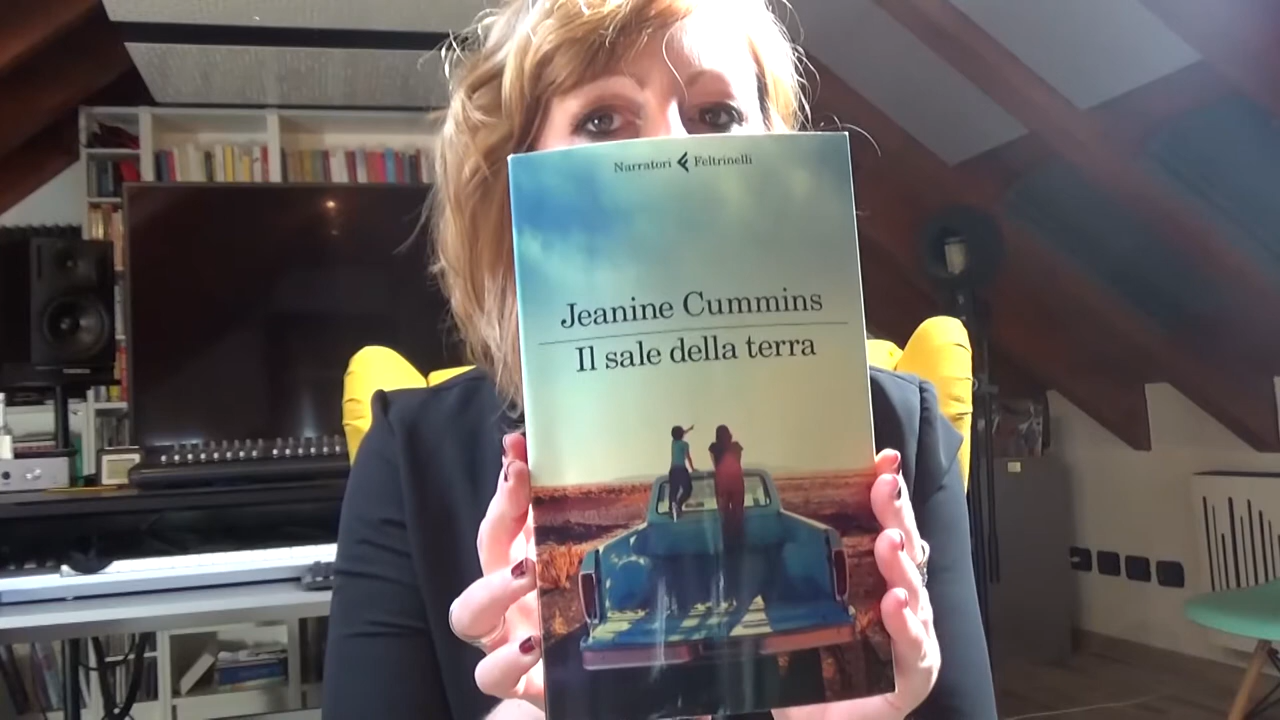 Narratori Feltrinelli
Jeanine Cummins
Il sale della terra